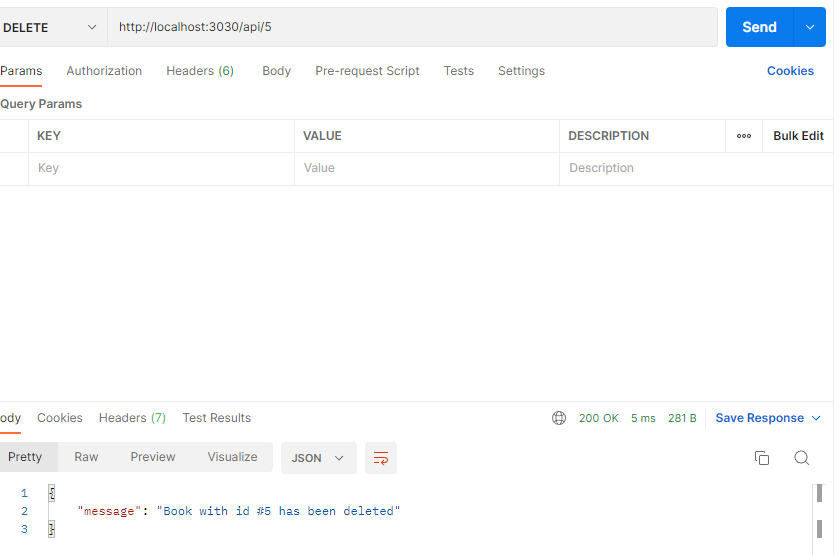 DELETE http://localhost:3030/api/5 Send
Params Authorization Headers (6) Body Pre-request Script Tests Settings Cookies
Query Params
KEY VALUE DESCRIPTION ooo Bulk Edit
Key Value Description
ody Cookies Headers (7) Test Results 200 OK 5 ms 281 B Save Response
Pretty Raw Preview Visualize JSON
1 {
2 "message": "Book with id #5 has been deleted"
3 }